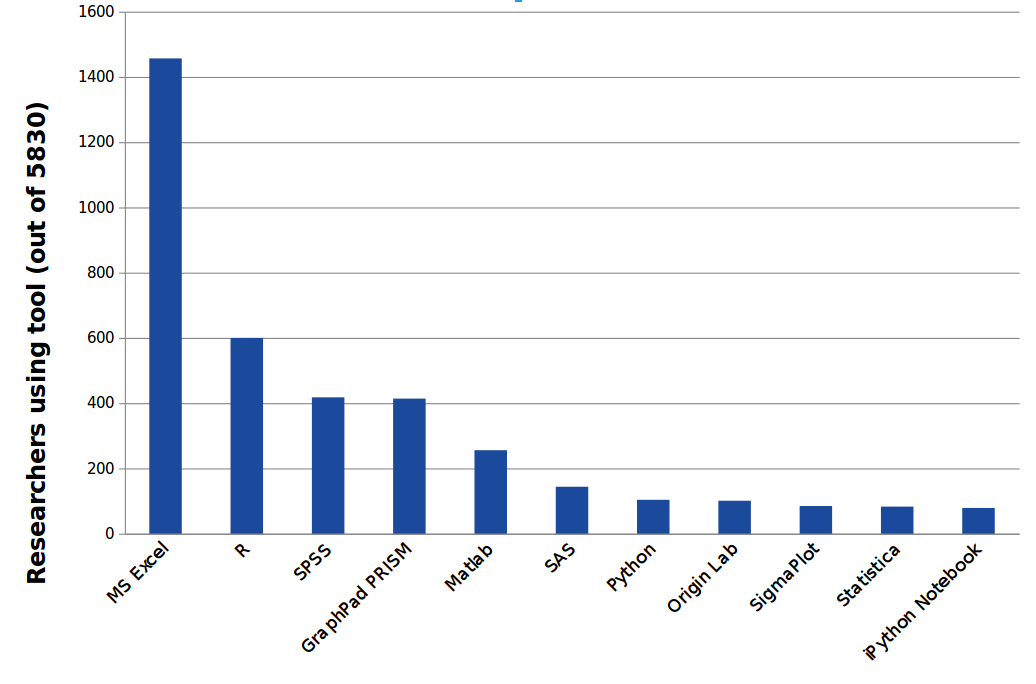 Researchers using tool (out of 5830)
1600
1400
1200
1000
800
600
400
200
0
MS Excel
R
SPSS
GraphPad PRISM
Matlab
SAS
Python
Origin Lab
SigmaPlot
Statistica
iPython Notebook